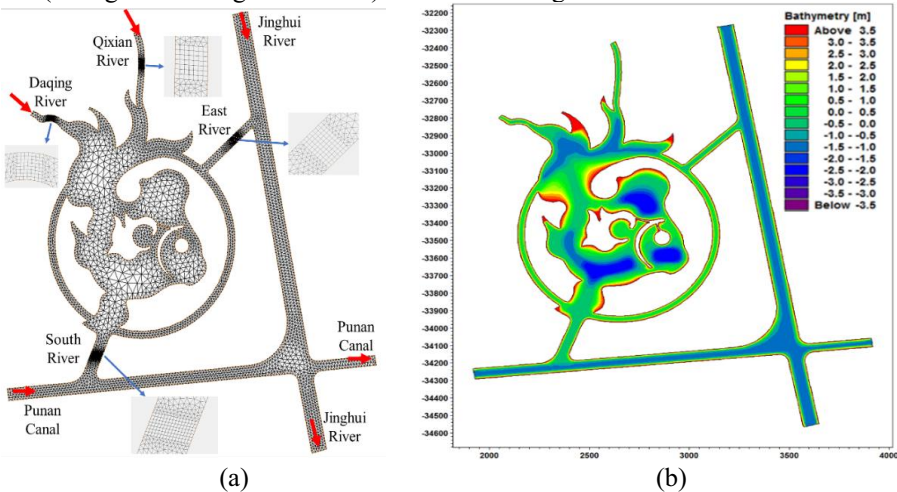 Qixian
River
Jinghui
River
Daqing
River
East
River
South
River
Punan
Canal
Punan
Canal
Jinghui
River
(a)
-32200
-32300
-32400
-32500
-32600
-32700
-32800
-32900
-33000
-33100
-33200
-33300
-33400
-33500
-33600
-33700
-33800
-33900
-34000
-34100
-34200
-34300
-34400
-34500
-34600
Bathymetry [m]
Above 3.5
3.0 - 3.5
2.5 - 3.0
2.0 - 2.5
1.5 - 2.0
1.0 - 1.5
0.5 - 1.0
0.0 - 0.5
-0.5 - 0.0
-1.0 - -0.5
-1.5 - -1.0
-2.0 - -1.5
-2.5 - -2.0
-3.0 - -2.5
-3.5 - -3.0
Below -3.5
2000
2500
3000
3500
4000
(b)